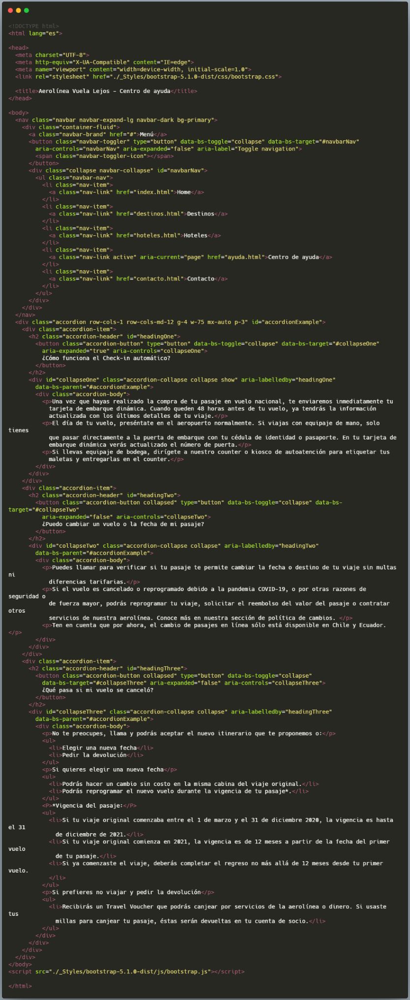 <!DOCTYPE html>
<html lang="es">

<head>
  <meta charset="UTF-8">
  <meta http-equiv="X-UA-Compatible" content="IE=edge">
  <meta name="viewport" content="width=device-width, initial-scale=1.0">
  <link rel="stylesheet" href="./_Styles/bootstrap-5.1.0-dist/css/bootstrap.css">

  <title>Aerolínea Vuela Lejos - Centro de ayuda</title>
</head>

<body>
  <nav class="navbar navbar-expand-lg navbar-dark bg-primary">
    <div class="container-fluid">
      <a class="navbar-brand" href="#">Menú</a>
      <button class="navbar-toggler" type="button" data-bs-toggle="collapse" data-bs-target="#navbarNav"
        aria-controls="navbarNav" aria-expanded="false" aria-label="Toggle navigation">
        <span class="navbar-toggler-icon"></span>
      </button>
      <div class="collapse navbar-collapse" id="navbarNav">
        <ul class="navbar-nav">
          <li class="nav-item">
            <a class="nav-link" href="index.html">Home</a>
          </li>
          <li class="nav-item">
            <a class="nav-link" href="destinos.html">Destinos</a>
          </li>
          <li class="nav-item">
            <a class="nav-link" href="hoteles.html">Hoteles</a>
          </li>
          <li class="nav-item">
            <a class="nav-link active" aria-current="page" href="ayuda.html">Centro de ayuda</a>
          </li>
          <li class="nav-item">
            <a class="nav-link" href="contacto.html">Contacto</a>
          </li>
        </ul>
      </div>
    </div>
  </nav>
  <div class="accordion row-cols-1 row-cols-md-12 g-4 w-75 mx-auto p-3" id="accordionExample">
    <div class="accordion-item">
      <h2 class="accordion-header" id="headingOne">
        <button class="accordion-button" type="button" data-bs-toggle="collapse" data-bs-target="#collapseOne"
          aria-expanded="true" aria-controls="collapseOne">
          ¿Cómo funciona el Check-in automático?
        </button>
      </h2>
      <div id="collapseOne" class="accordion-collapse collapse show" aria-labelledby="headingOne"
        data-bs-parent="#accordionExample">
        <div class="accordion-body">
          <p>Una vez que hayas realizado la compra de tu pasaje en vuelo nacional, te enviaremos inmediatamente tu
            tarjeta de embarque dinámica. Cuando queden 48 horas antes de tu vuelo, ya tendrás la información
            actualizada con los últimos detalles de tu viaje.</p>
          <p>El día de tu vuelo, preséntate en el aeropuerto normalmente. Si viajas con equipaje de mano, solo
tienes
            que pasar directamente a la puerta de embarque con tu cédula de identidad o pasaporte. En tu tarjeta de
            embarque dinámica verás actualizado el número de puerta.</p>
          <p>Si llevas equipaje de bodega, dirígete a nuestro counter o kiosco de autoatención para etiquetar tus
            maletas y entregarlas en el counter.</p>
        </div>
      </div>
    </div>
    <div class="accordion-item">
      <h2 class="accordion-header" id="headingTwo">
        <button class="accordion-button collapsed" type="button" data-bs-toggle="collapse" data-bs-
target="#collapseTwo"
          aria-expanded="false" aria-controls="collapseTwo">
          ¿Puedo cambiar un vuelo o la fecha de mi pasaje?
        </button>
      </h2>
      <div id="collapseTwo" class="accordion-collapse collapse" aria-labelledby="headingTwo"
        data-bs-parent="#accordionExample">
        <div class="accordion-body">
          <p>Puedes llamar para verificar si tu pasaje te permite cambiar la fecha o destino de tu viaje sin multas
ni
            diferencias tarifarias.</p>
          <p>Si el vuelo es cancelado o reprogramado debido a la pandemia COVID-19, o por otras razones de
seguridad o
            de fuerza mayor, podrás reprogramar tu viaje, solicitar el reembolso del valor del pasaje o contratar
otros
            servicios de nuestra aerolínea. Conoce más en nuestra sección de política de cambios. </p>
          <p>Ten en cuenta que por ahora, el cambio de pasajes en línea sólo está disponible en Chile y Ecuador.
</p>
        </div>
      </div>
    </div>
    <div class="accordion-item">
      <h2 class="accordion-header" id="headingThree">
        <button class="accordion-button collapsed" type="button" data-bs-toggle="collapse"
          data-bs-target="#collapseThree" aria-expanded="false" aria-controls="collapseThree">
          ¿Qué pasa si mi vuelo se canceló?
        </button>
      </h2>
      <div id="collapseThree" class="accordion-collapse collapse" aria-labelledby="headingThree"
        data-bs-parent="#accordionExample">
        <div class="accordion-body">
          <p>No te preocupes, llama y podrás aceptar el nuevo itinerario que te proponemos o:</p>
          <ul>
            <li>Elegir una nueva fecha</li>
            <li>Pedir la devolución</li>
          </ul>
          <p>Si quieres elegir una nueva fecha</p>
          <ul>
            <li>Podrás hacer un cambio sin costo en la misma cabina del viaje original.</li>
            <li>Podrás reprogramar el nuevo vuelo durante la vigencia de tu pasaje*.</li>
          </ul>
          <P>*Vigencia del pasaje:</P>
          <ul>
            <li>Si tu viaje original comenzaba entre el 1 de marzo y el 31 de diciembre 2020, la vigencia es hasta
el 31
              de diciembre de 2021.</li>
            <li>Si tu viaje original comienza en 2021, la vigencia es de 12 meses a partir de la fecha del primer
vuelo
              de tu pasaje.</li>
            <li>Si ya comenzaste el viaje, deberás completar el regreso no más allá de 12 meses desde tu primer
vuelo.
            </li>
          </ul>
          <p>Si prefieres no viajar y pedir la devolución</p>
          <ul>
            <li>Recibirás un Travel Voucher que podrás canjear por servicios de la aerolínea o dinero. Si usaste
tus
              millas para canjear tu pasaje, éstas serán devueltas en tu cuenta de socio.</li>
          </ul>
        </div>
      </div>
    </div>
  </div>
</body>
<script src="./_Styles/bootstrap-5.1.0-dist/js/bootstrap.js"></script>

</html>